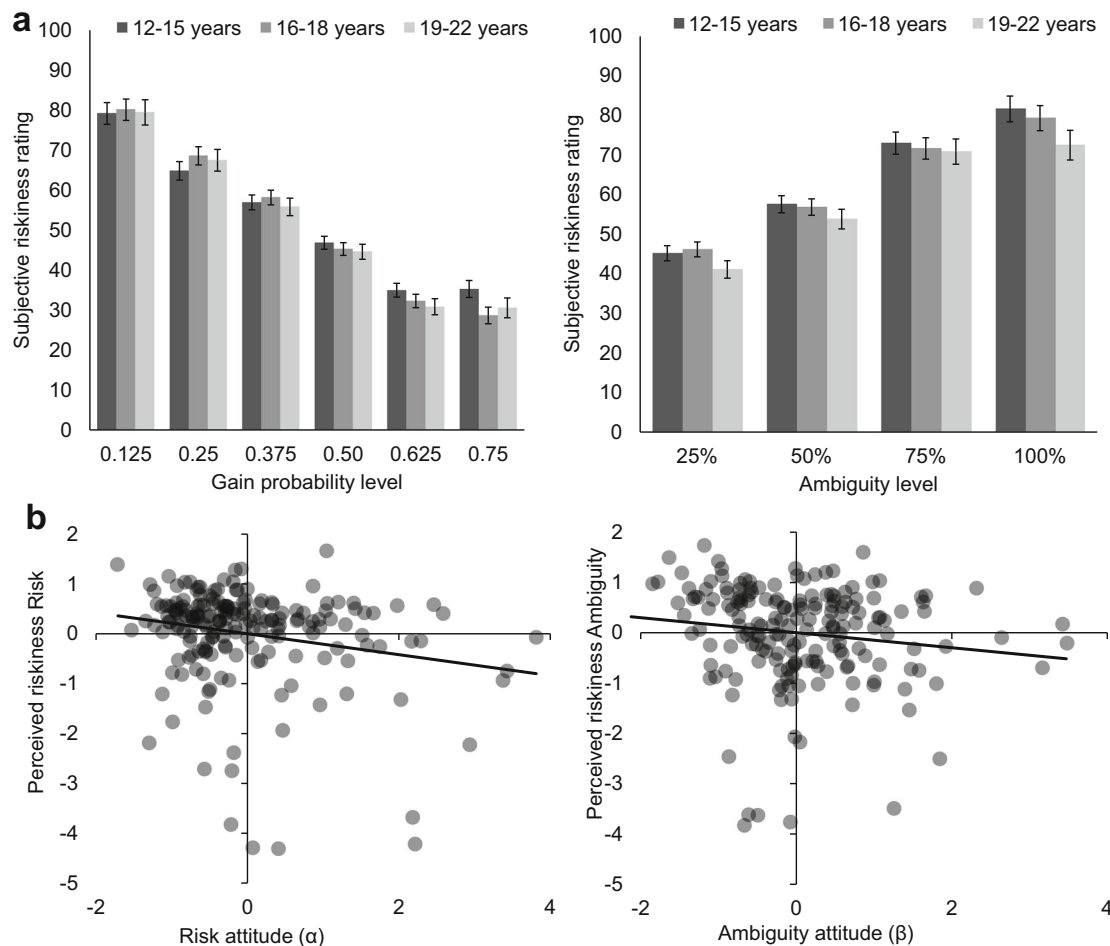 a
12-15 years 16-18 years 19-22 years
100
90
80
70
60
50
40
30
20
10
0
Subjective riskiness rating
0.125 0.25 0.375 0.50 0.625 0.75
Gain probability level
12-15 years 16-18 years 19-22 years
100
90
80
70
60
50
40
30
20
10
0
Subjective riskiness rating
25% 50% 75% 100%
Ambiguity level
b
2
1
0
-1
-2
-3
-4
-5
Perceived riskiness Risk
-2 0 2 4
Risk attitude (α)
2
1
0
-1
-2
-3
-4
-5
Perceived riskiness Ambiguity
-2 0 2 4
Ambiguity attitude (β)